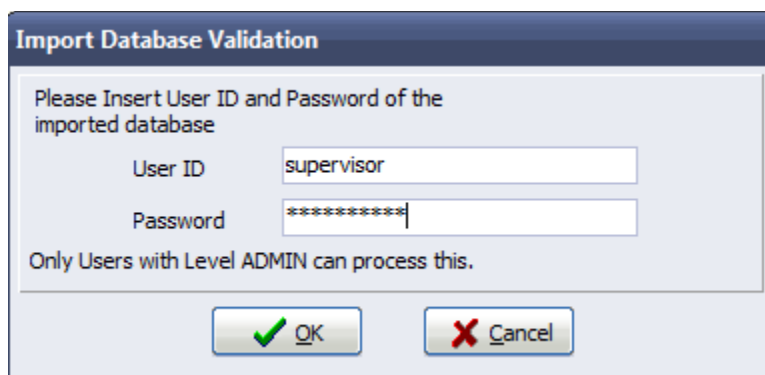 Import Database Validation
Please Insert User ID and Password of the
imported database
User ID supervisor
Password **********
Only Users with Level ADMIN can process this.
OK Cancel